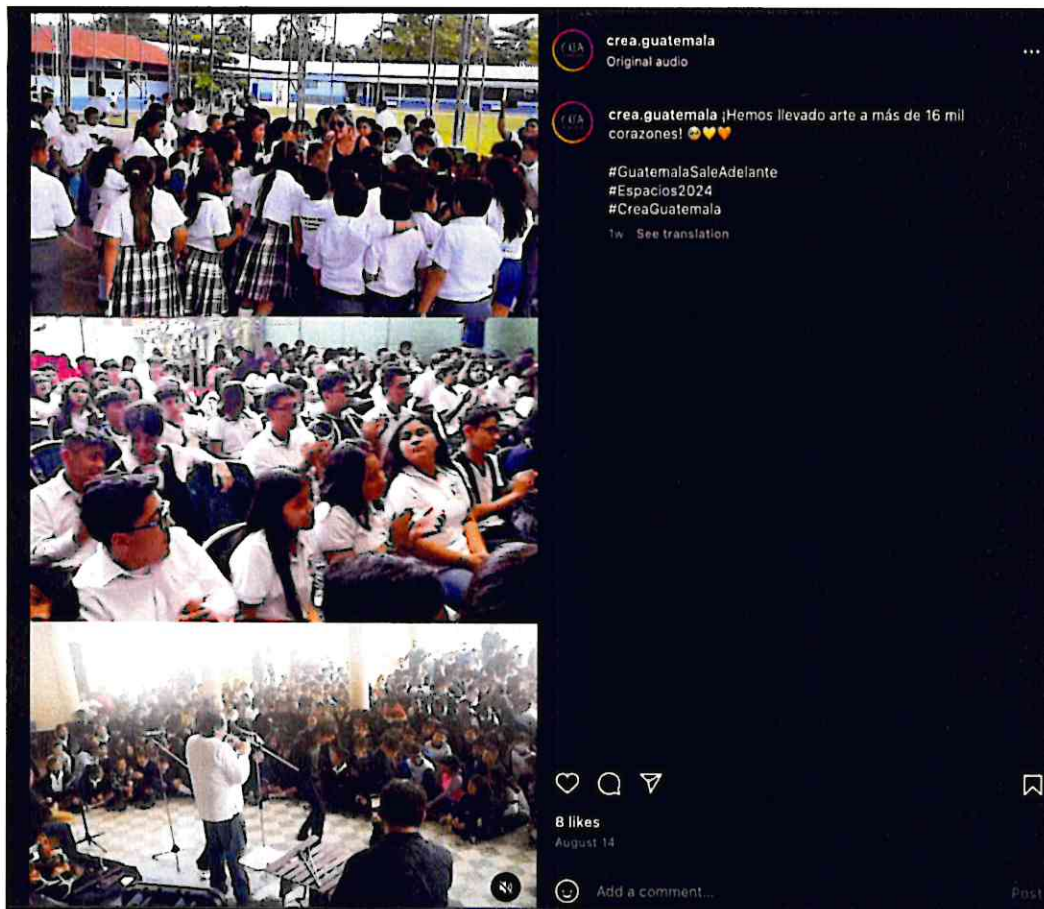 crea.guatemala
Original audio
crea.guatemala ¡Hemos llevado arte a más de 16 mil
corazones! 🥹💛🧡
#GuatemalaSaleAdelante
#Espacios2024
#CreaGuatemala
1w See translation
8 likes
August 14
Add a comment...
Post